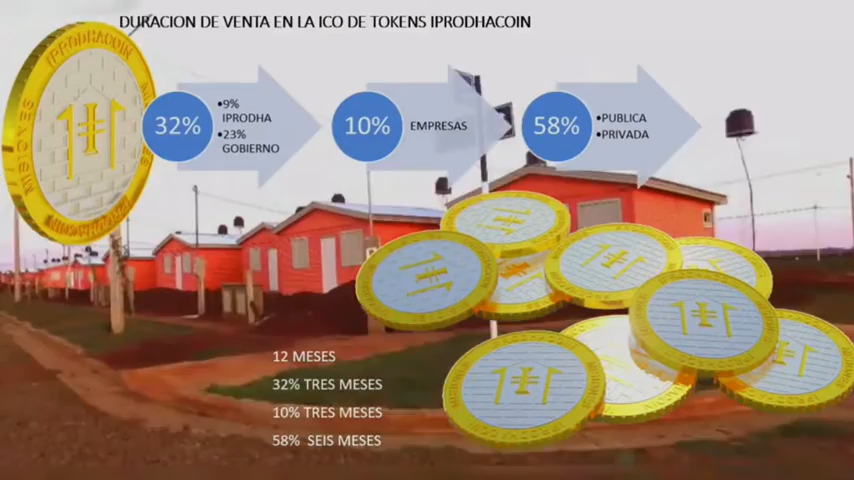 DURACION DE VENTA EN LA ICO DE TOKENS IPRODHACOIN
IPRODHACOIN
MISIONES
32%
•9%
IPRODHA
•23%
GOBIERNO
10%
EMPRESAS
58%
•PUBLICA
•PRIVADA
12 MESES
32% TRES MESES
10% TRES MESES
58% SEIS MESES